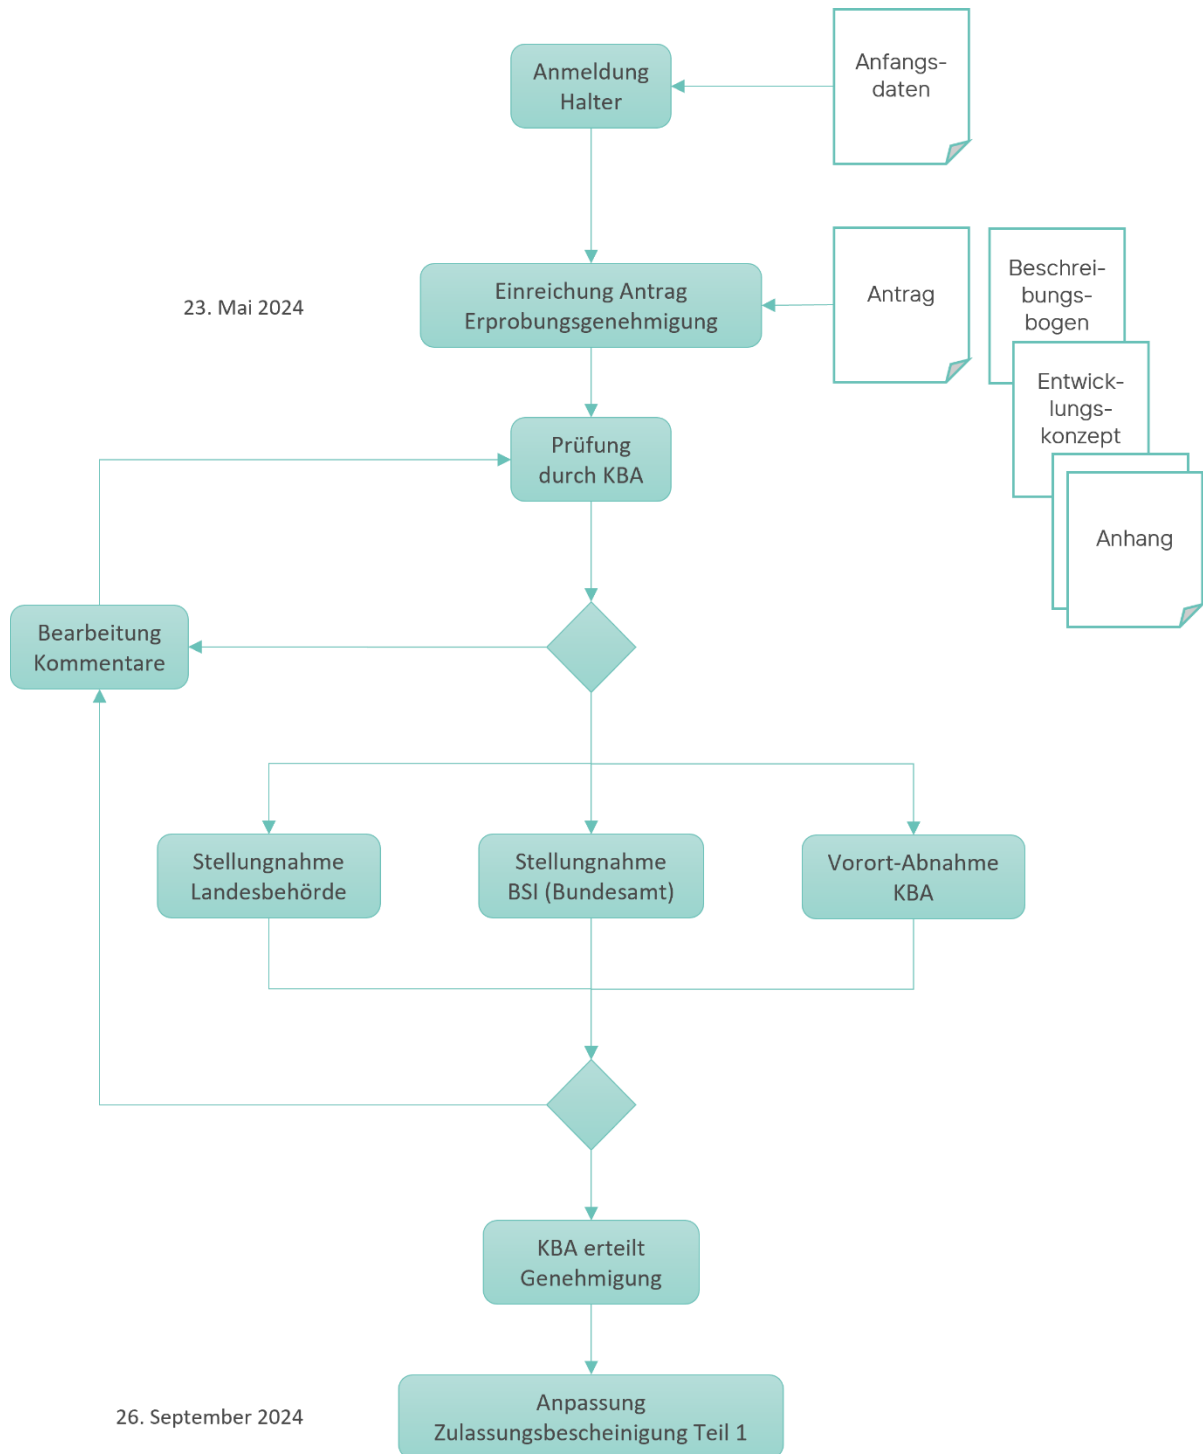 Anmeldung
Halter
Anfangs-
daten
23. Mai 2024
Einreichung Antrag
Erprobungsgenehmigung
Antrag
Beschrei-
bungs-
bogen
Entwick-
lungs-
konzept
Anhang
Prüfung
durch KBA
Bearbeitung
Kommentare
Stellungnahme
Landesbehörde
Stellungnahme
BSI (Bundesamt)
Vorort-Abnahme
KBA
KBA erteilt
Genehmigung
26. September 2024
Anpassung
Zulassungsbescheinigung Teil 1